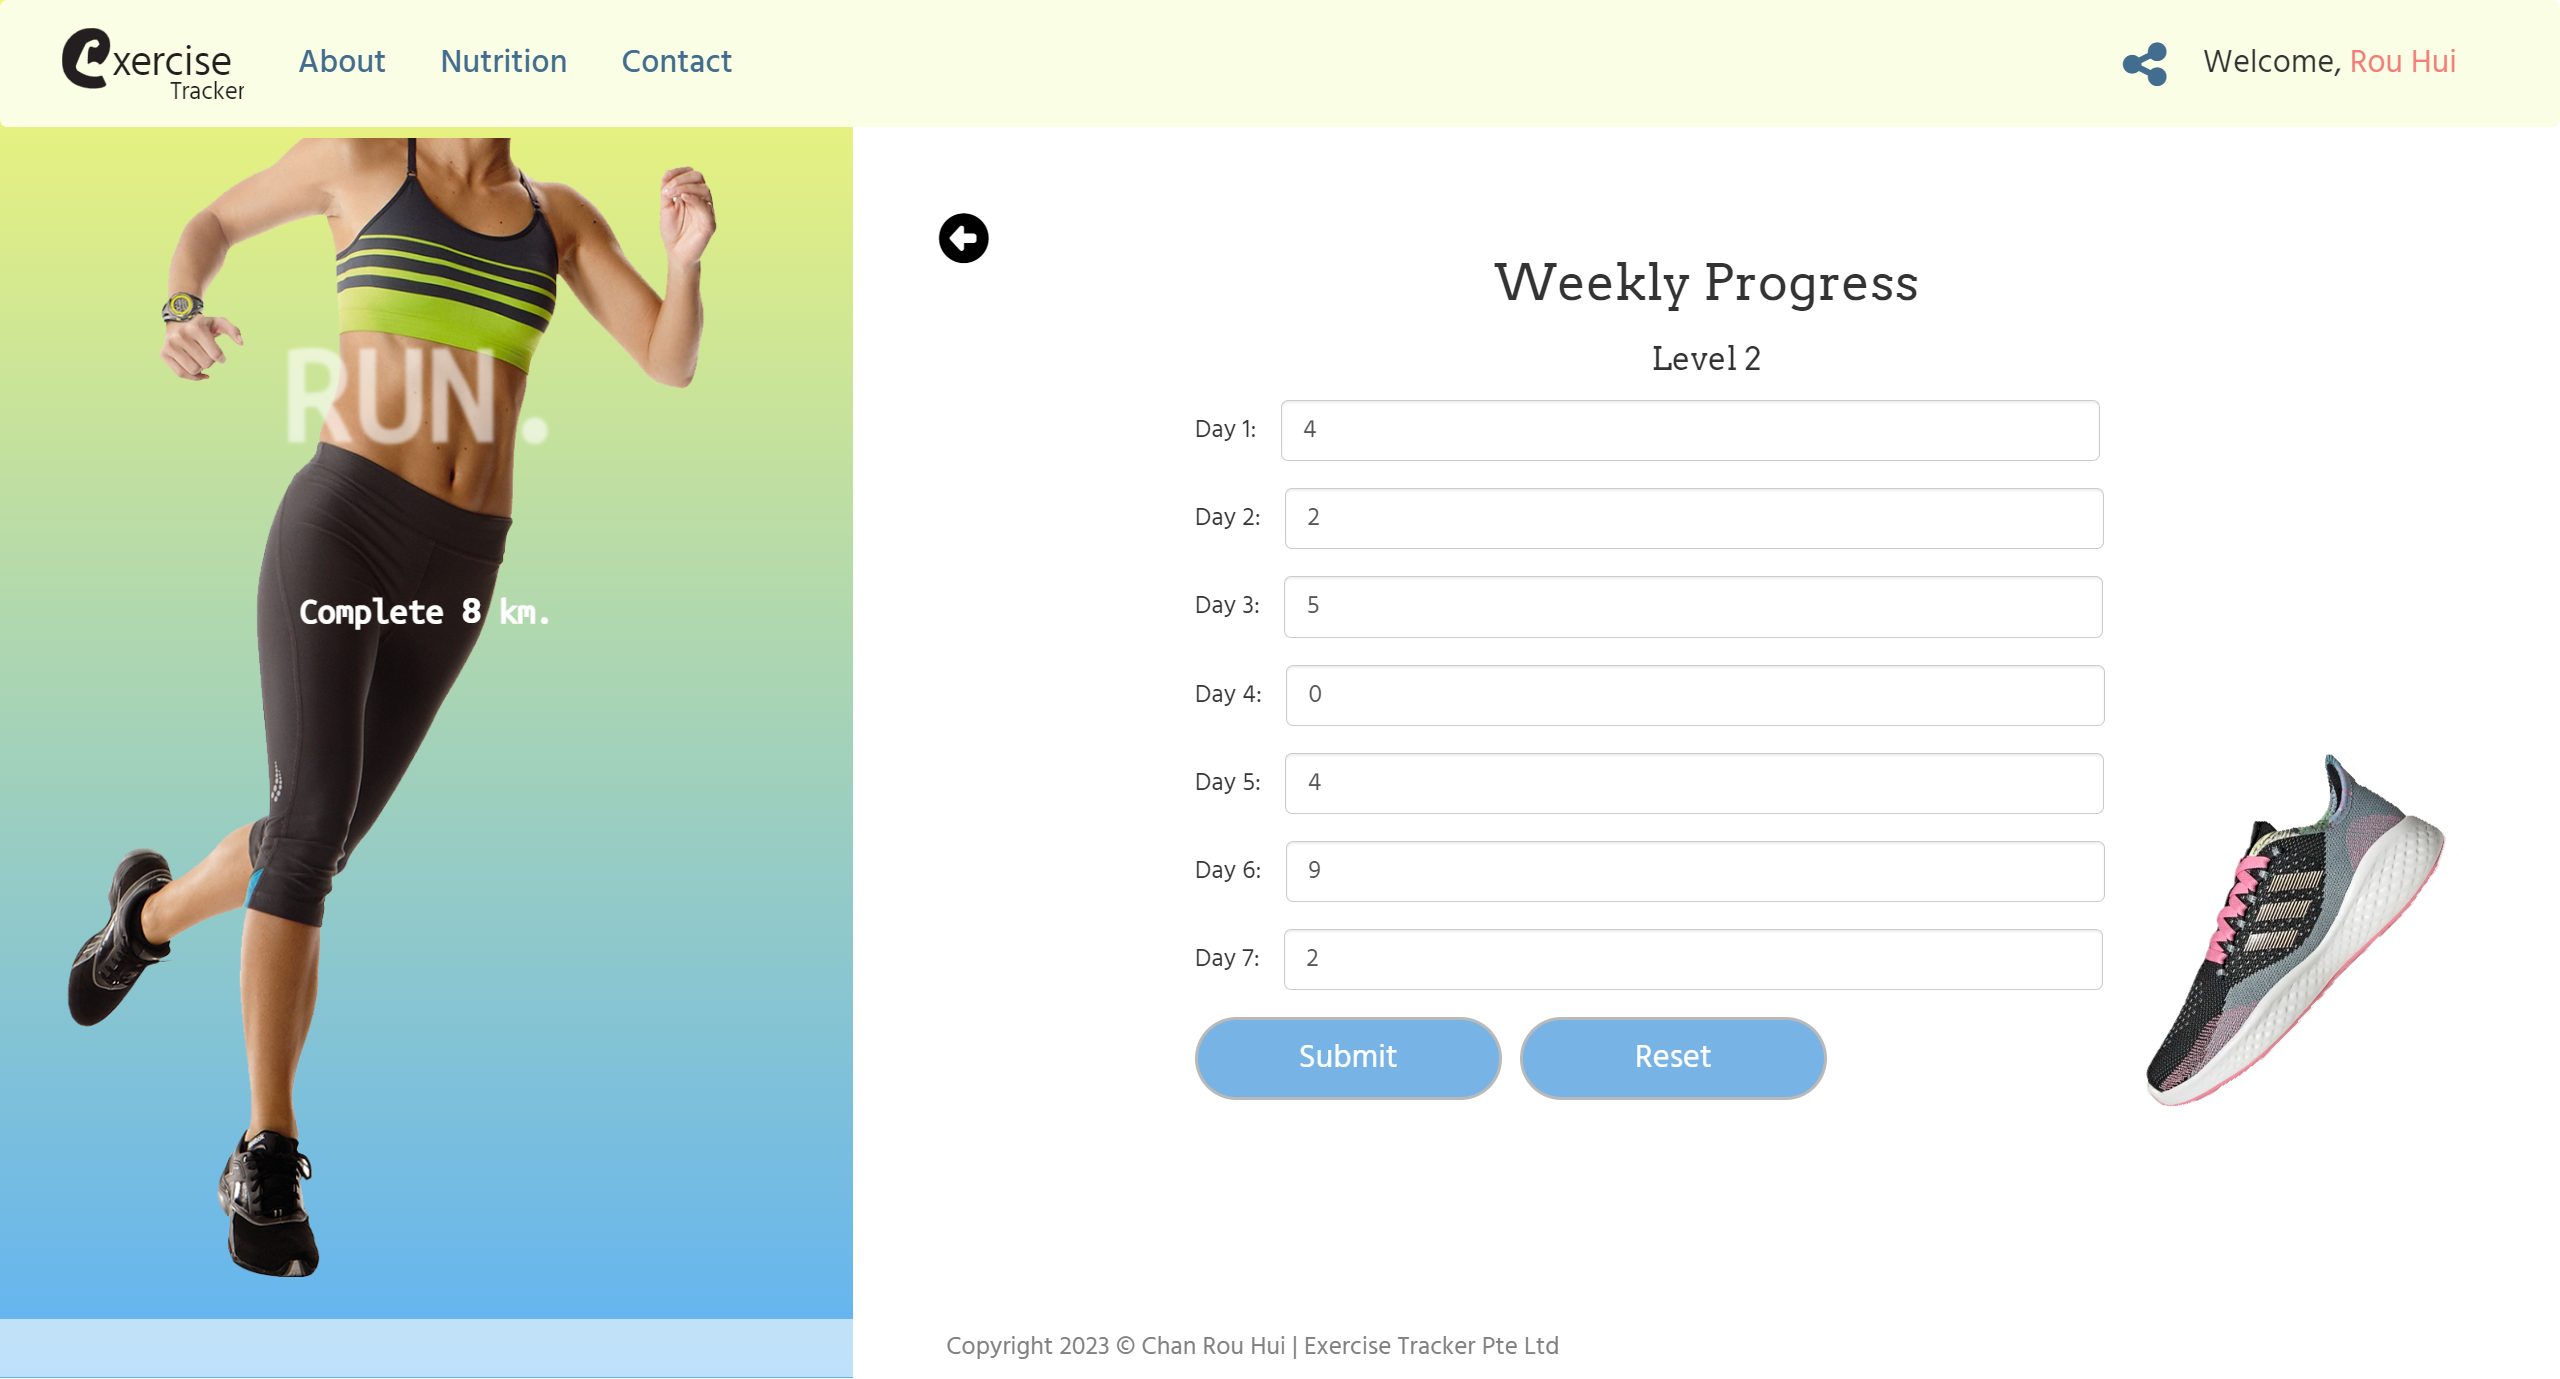 Exercise
Tracker
About
Nutrition
Contact
Welcome, Rou Hui
RUN.
Complete 8 km.
Weekly Progress
Level 2
Day 1: 4
Day 2: 2
Day 3: 5
Day 4: 0
Day 5: 4
Day 6: 9
Day 7: 2
Submit
Reset
Copyright 2023 © Chan Rou Hui | Exercise Tracker Pte Ltd